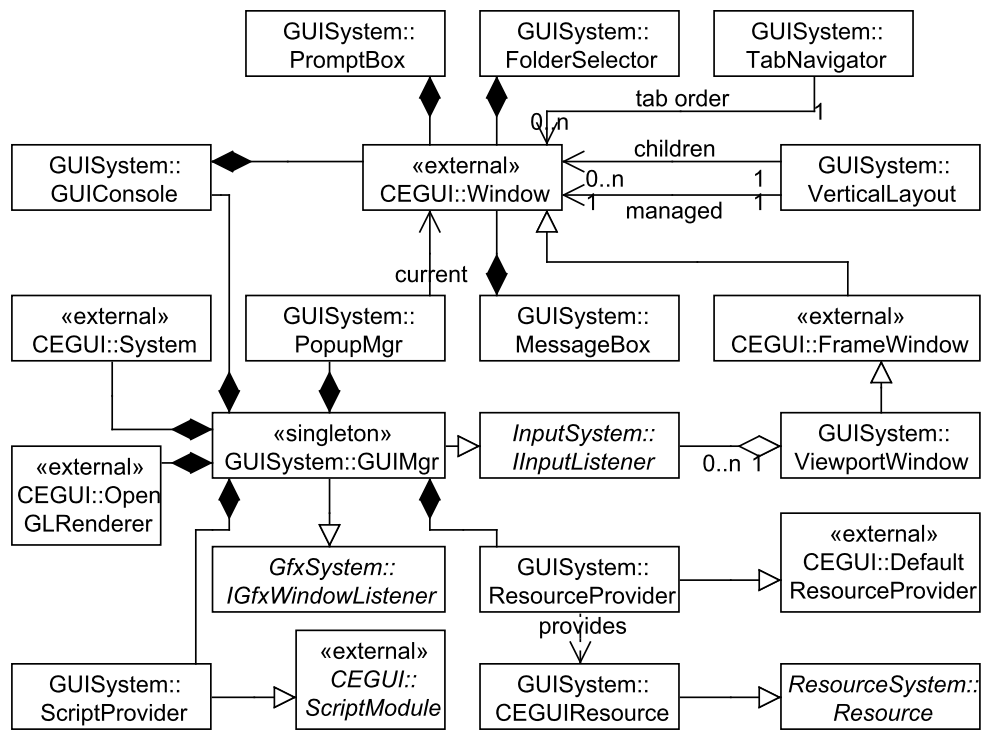 GUISystem::
PromptBox
GUISystem::
FolderSelector
GUISystem::
TabNavigator
tab order
1
0..n
GUISystem::
GUIConsole
«external»
CEGUI::Window
children
0..n
1
1
managed
1
GUISystem::
VerticalLayout
current
«external»
CEGUI::System
GUISystem::
PopupMgr
GUISystem::
MessageBox
«external»
CEGUI::FrameWindow
«singleton»
GUISystem::GUIMgr
InputSystem::
IInputListener
0..n
1
GUISystem::
ViewportWindow
«external»
CEGUI::Open
GLRenderer
GfxSystem::
IGfxWindowListener
GUISystem::
ResourceProvider
«external»
CEGUI::Default
ResourceProvider
provides
GUISystem::
ScriptProvider
«external»
CEGUI::
ScriptModule
GUISystem::
CEGUIResource
ResourceSystem::
Resource